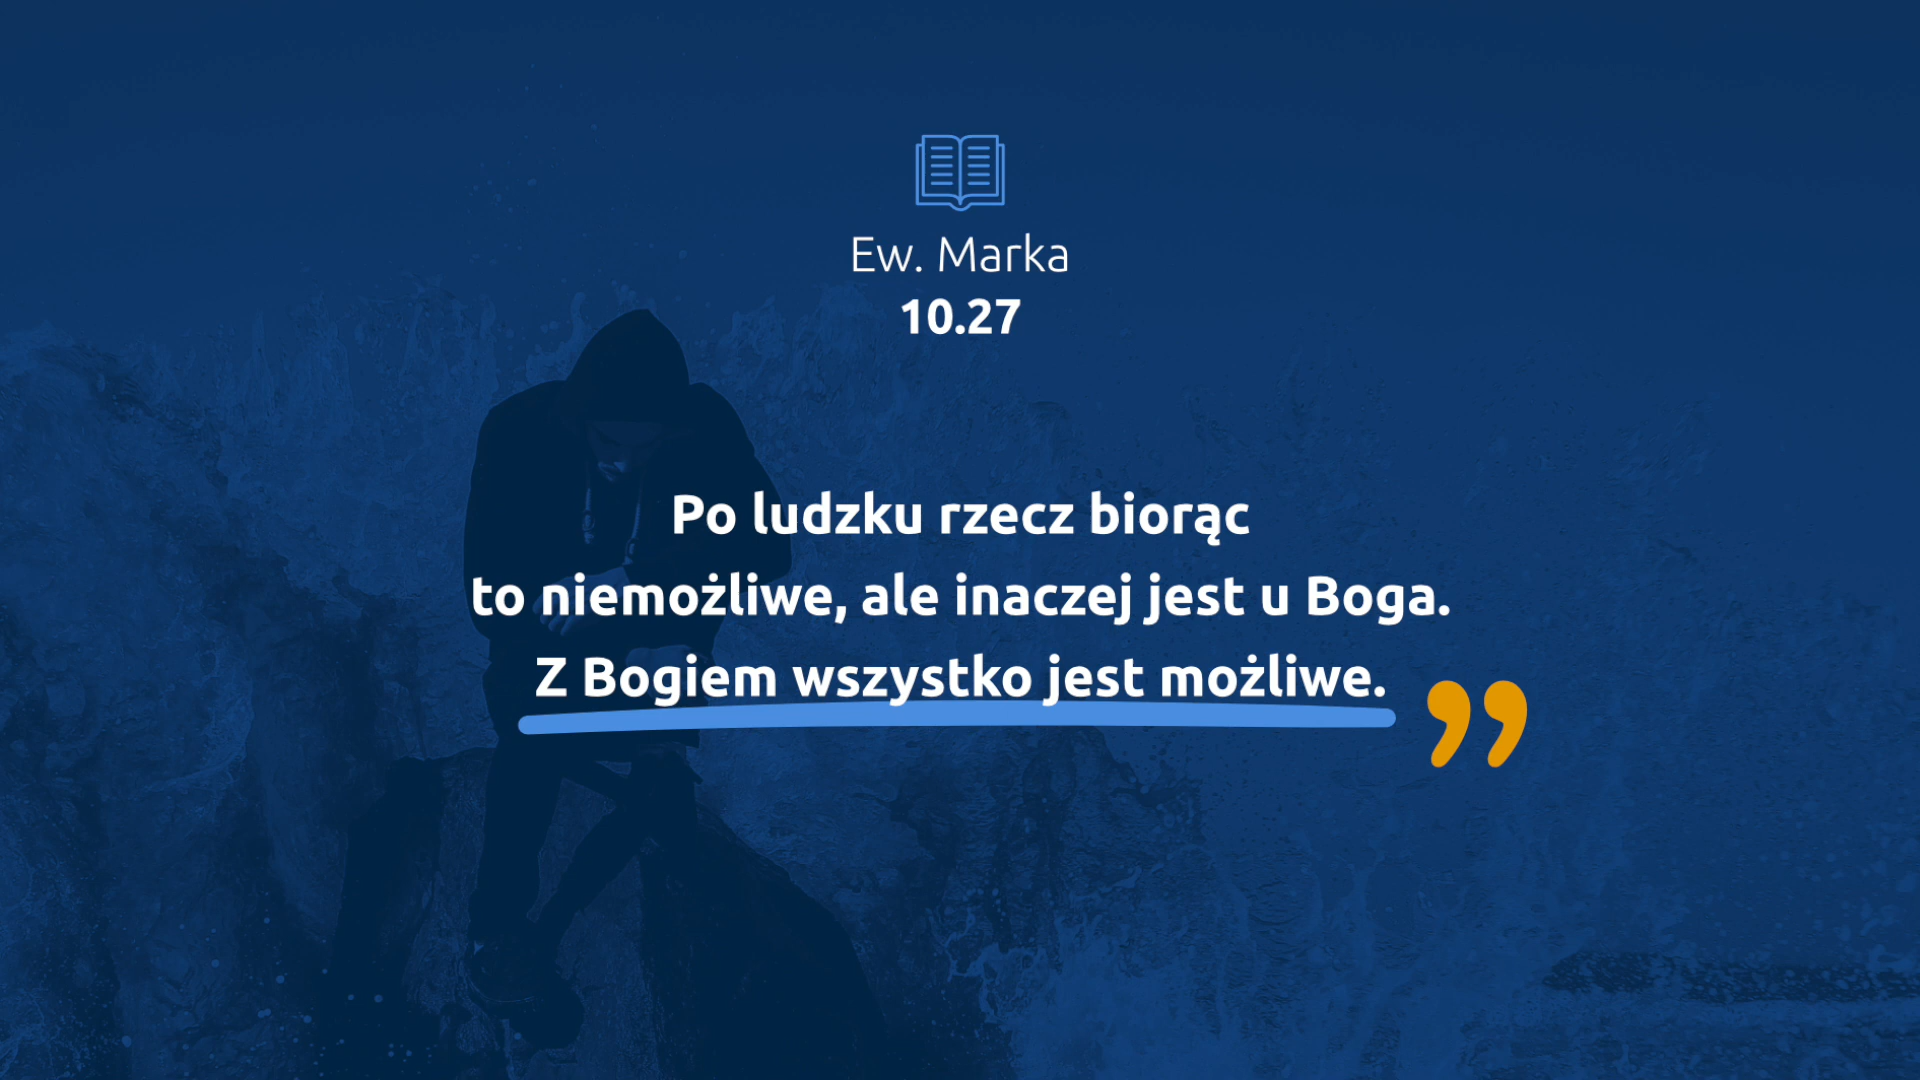 Ew. Marka
10.27
Po ludzku rzecz biorąc
to niemożliwe, ale inaczej jest u Boga.
Z Bogiem wszystko jest możliwe.
”